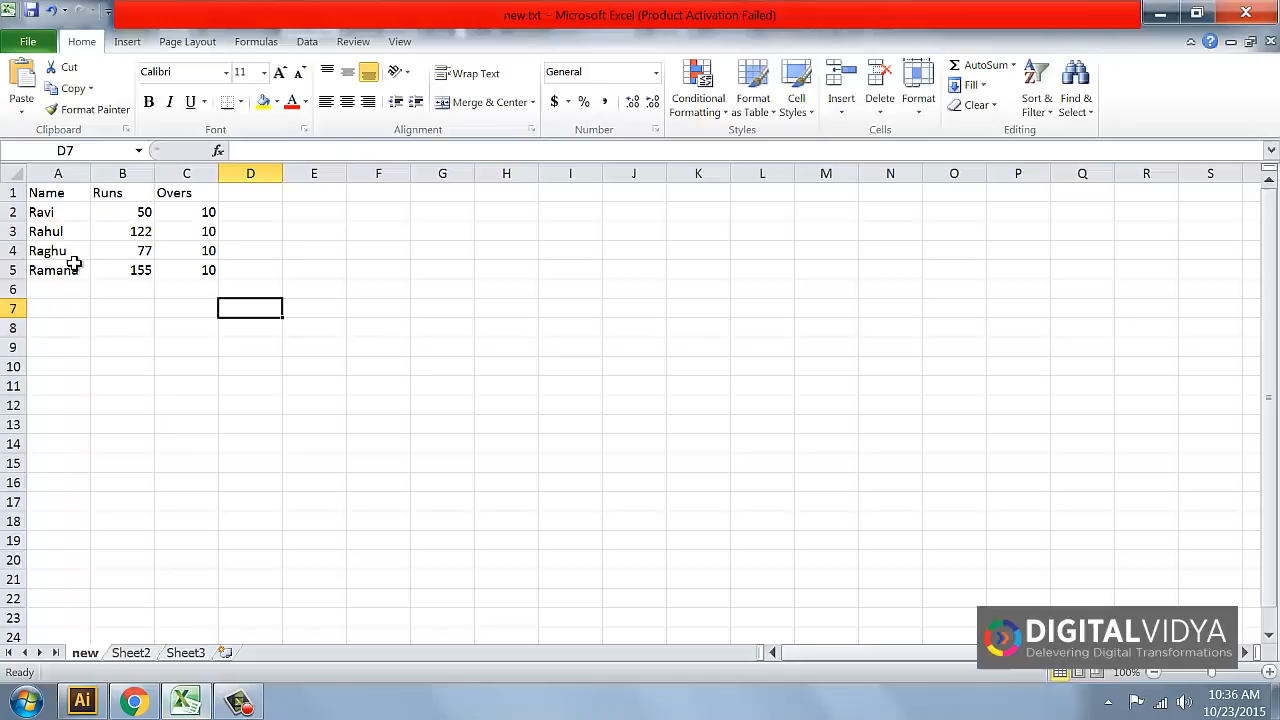 new.txt. - Microsoft Excel (Product Activation Failed)
File Home Insert Page Layout Formulas Data Review View
Paste Cut Copy Format Painter Clipboard
Calibri 11 A A B I U A Font
Wrap Text Merge & Center Alignment
General $ % , Number
Conditional Formatting Format as Table Cell Styles Styles
Insert Delete Format Cells
Σ AutoSum Fill Clear Sort & Filter Find & Select Editing
D7 fx
A B C D E F G H I J K L M N O P Q R S
1 Name Runs Overs
2 Ravi 50 10
3 Rahul 122 10
4 Raghu 77 10
5 Ramana 155 10
6
7
8
9
10
11
12
13
14
15
16
17
18
19
20
21
22
23
24
DIGITALVIDYA
Delevering Digital Transformations
new Sheet2 Sheet3
Ready 100%
Ai
10:36 AM
10/23/2015